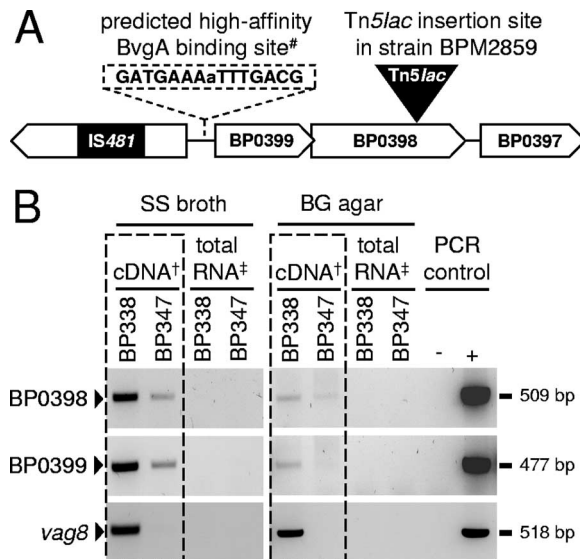 A
predicted high-affinity
BvgA binding site#
GATGAAAaTTTGACG
Tn5lac insertion site
in strain BPM2859
Tn5lac
IS481
BP0399
BP0398
BP0397
B
SS broth
BG agar
cDNA†
total
RNA‡
cDNA†
total
RNA‡
PCR
control
BP338
BP347
BP338
BP347
BP338
BP347
BP338
BP347
- +
BP0398
509 bp
BP0399
477 bp
vag8
518 bp